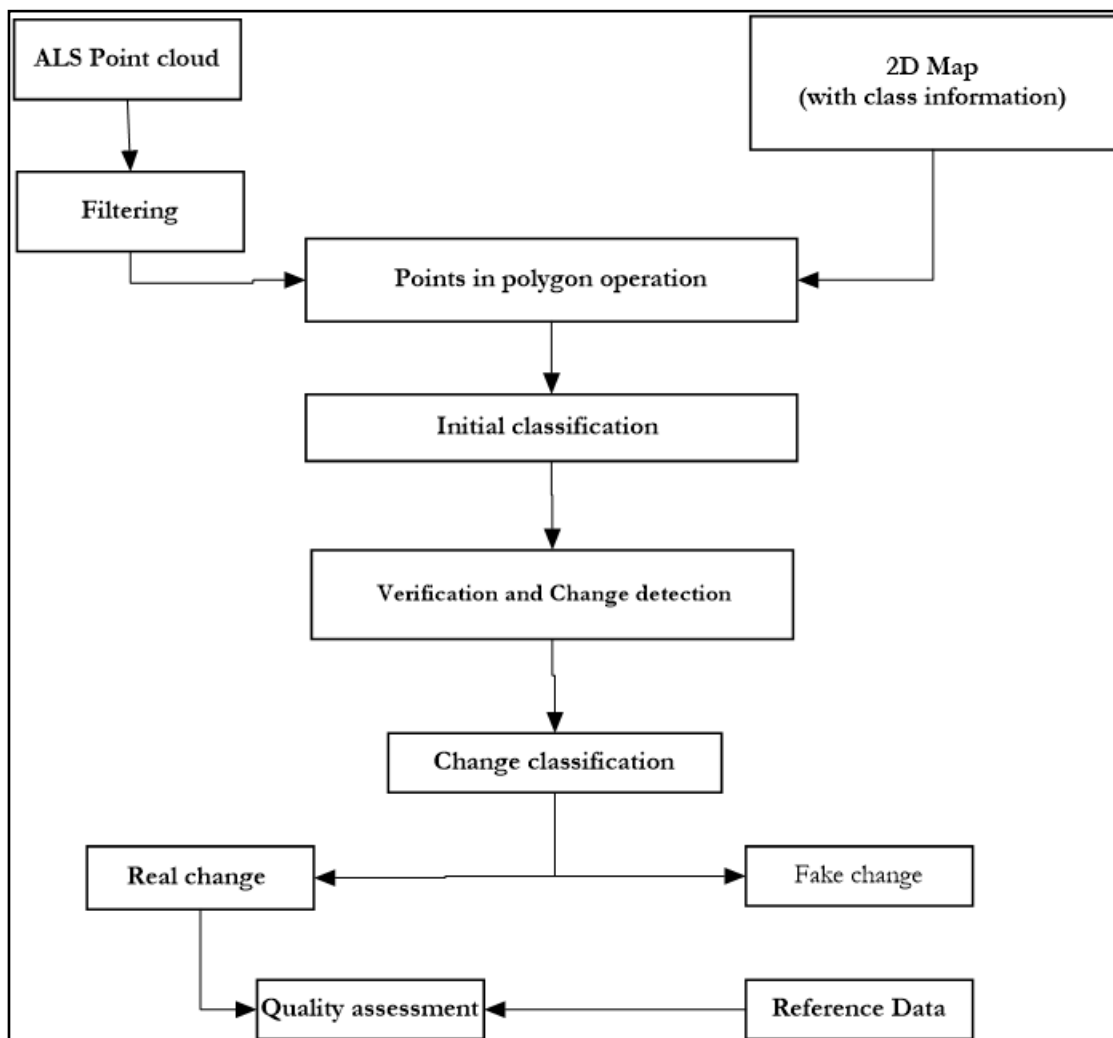 ALS Point cloud
2D Map
(with class information)
Filtering
Points in polygon operation
Initial classification
Verification and Change detection
Change classification
Real change
Fake change
Quality assessment
Reference Data